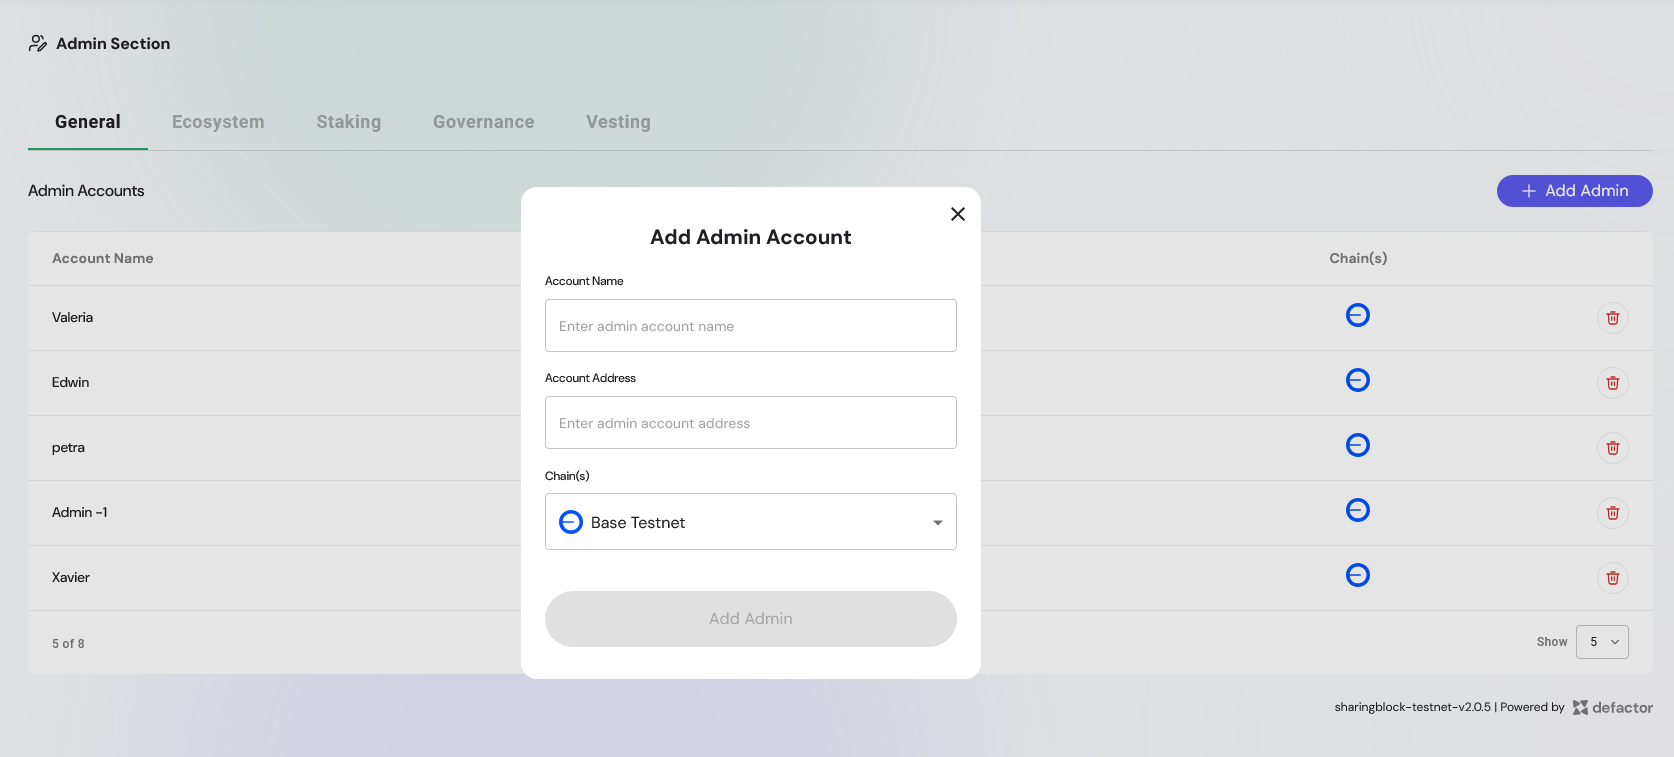 Admin Section
General Ecosystem Staking Governance Vesting
Admin Accounts
Add Admin
Account Name Chain(s)
Valeria
Edwin
petra
Admin -1
Xavier
5 of 8
Show 5
Add Admin Account
Account Name
Enter admin account name
Account Address
Enter admin account address
Chain(s)
Base Testnet
Add Admin
sharingblock-testnet-v2.0.5 | Powered by defactor